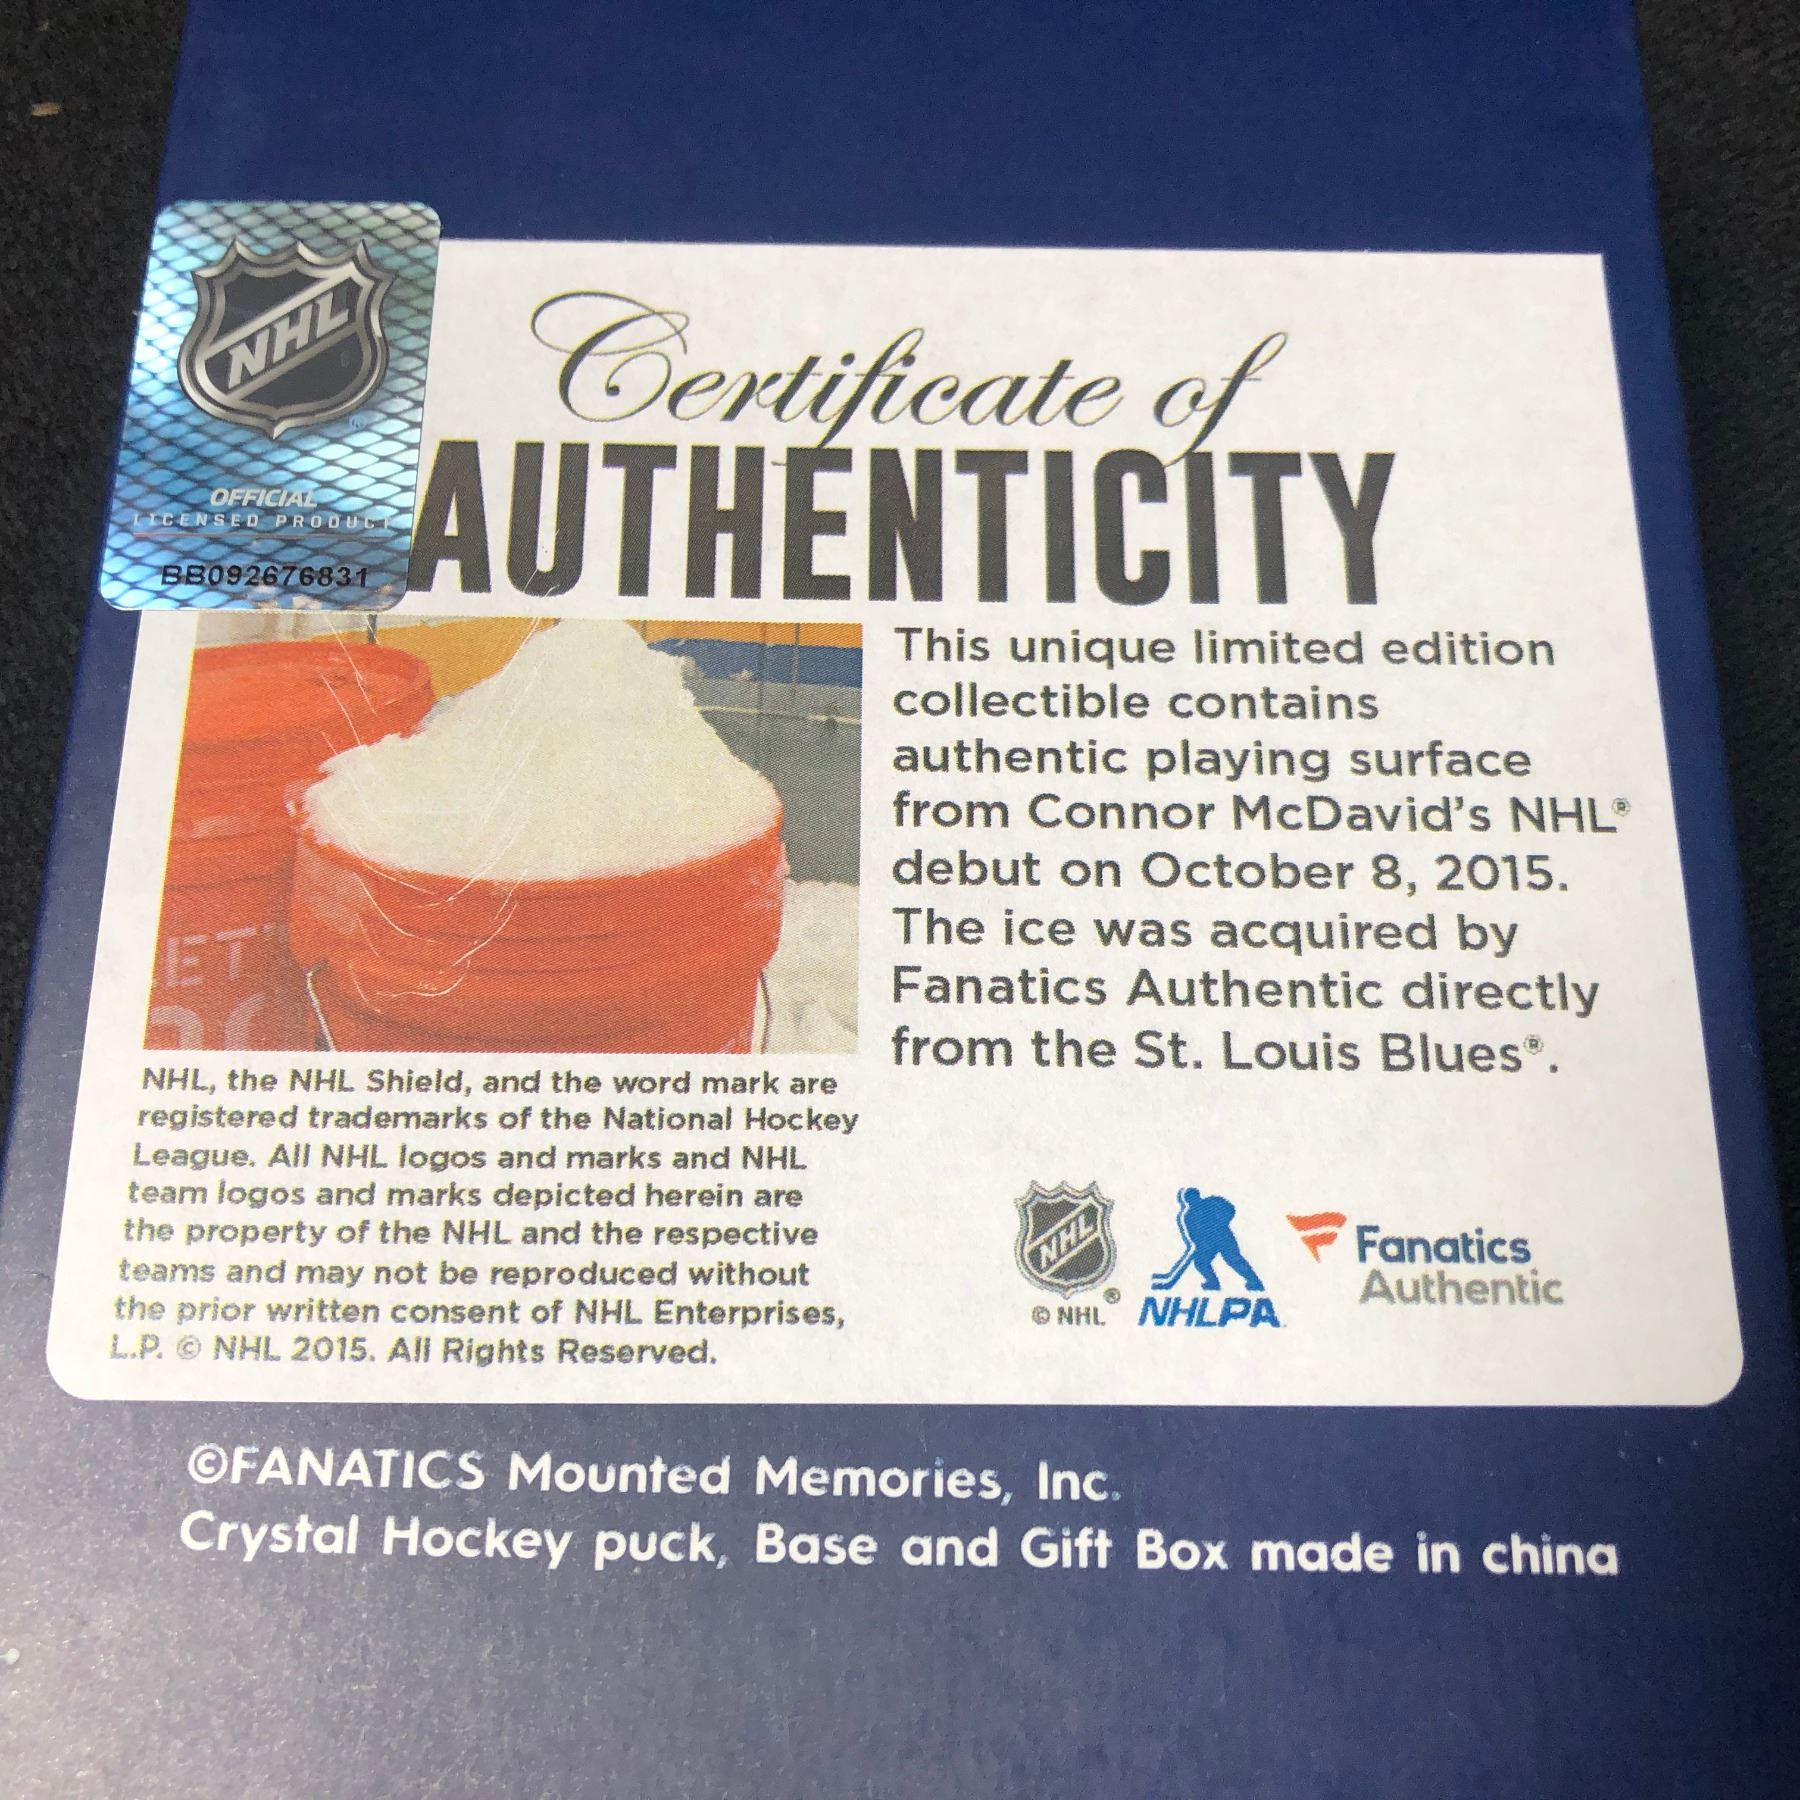 NHL
OFFICIAL
LICENSED PRODUCT
BB092676831
Certificate of
AUTHENTICITY
This unique limited edition
collectible contains
authentic playing surface
from Connor McDavid's NHL®
debut on October 8, 2015.
The ice was acquired by
Fanatics Authentic directly
from the St. Louis Blues®.
NHL, the NHL Shield, and the word mark are
registered trademarks of the National Hockey
League. All NHL logos and marks and NHL
team logos and marks depicted herein are
the property of the NHL and the respective
teams and may not be reproduced without
the prior written consent of NHL Enterprises,
L.P. © NHL 2015. All Rights Reserved.
NHL ®
© NHL
NHLPA
Fanatics
Authentic
©FANATICS Mounted Memories, Inc.
Crystal Hockey puck, Base and Gift Box made in china